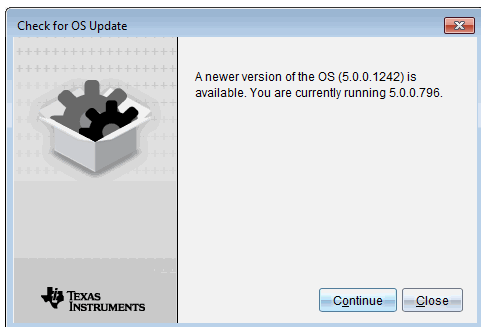 Check for OS Update
A newer version of the OS (5.0.0.1242) is
available. You are currently running 5.0.0.796.
TEXAS
INSTRUMENTS
Continue Close